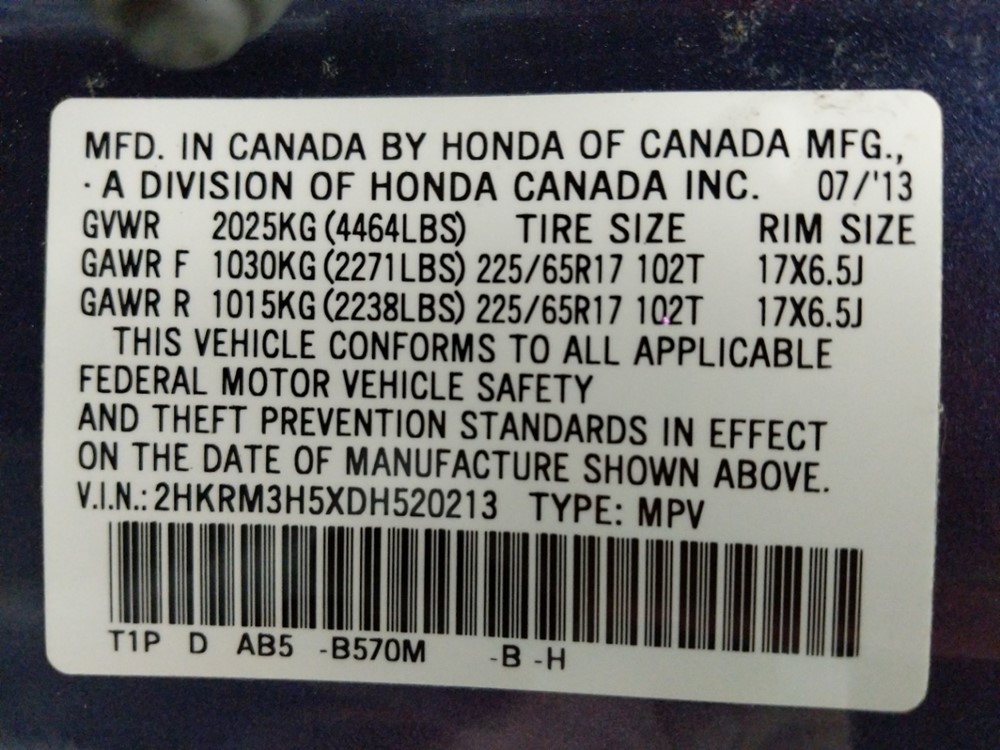 MFD. IN CANADA BY HONDA OF CANADA MFG.,
· A DIVISION OF HONDA CANADA INC. 07/'13
GVWR 2025KG (4464LBS) TIRE SIZE RIM SIZE
GAWR F 1030KG (2271LBS) 225/65R17 102T 17X6.5J
GAWR R 1015KG (2238LBS) 225/65R17 102T 17X6.5J
THIS VEHICLE CONFORMS TO ALL APPLICABLE
FEDERAL MOTOR VEHICLE SAFETY
AND THEFT PREVENTION STANDARDS IN EFFECT
ON THE DATE OF MANUFACTURE SHOWN ABOVE.
V.I.N.: 2HKRM3H5XDH520213 TYPE: MPV
T1P D AB5 -B570M -B -H